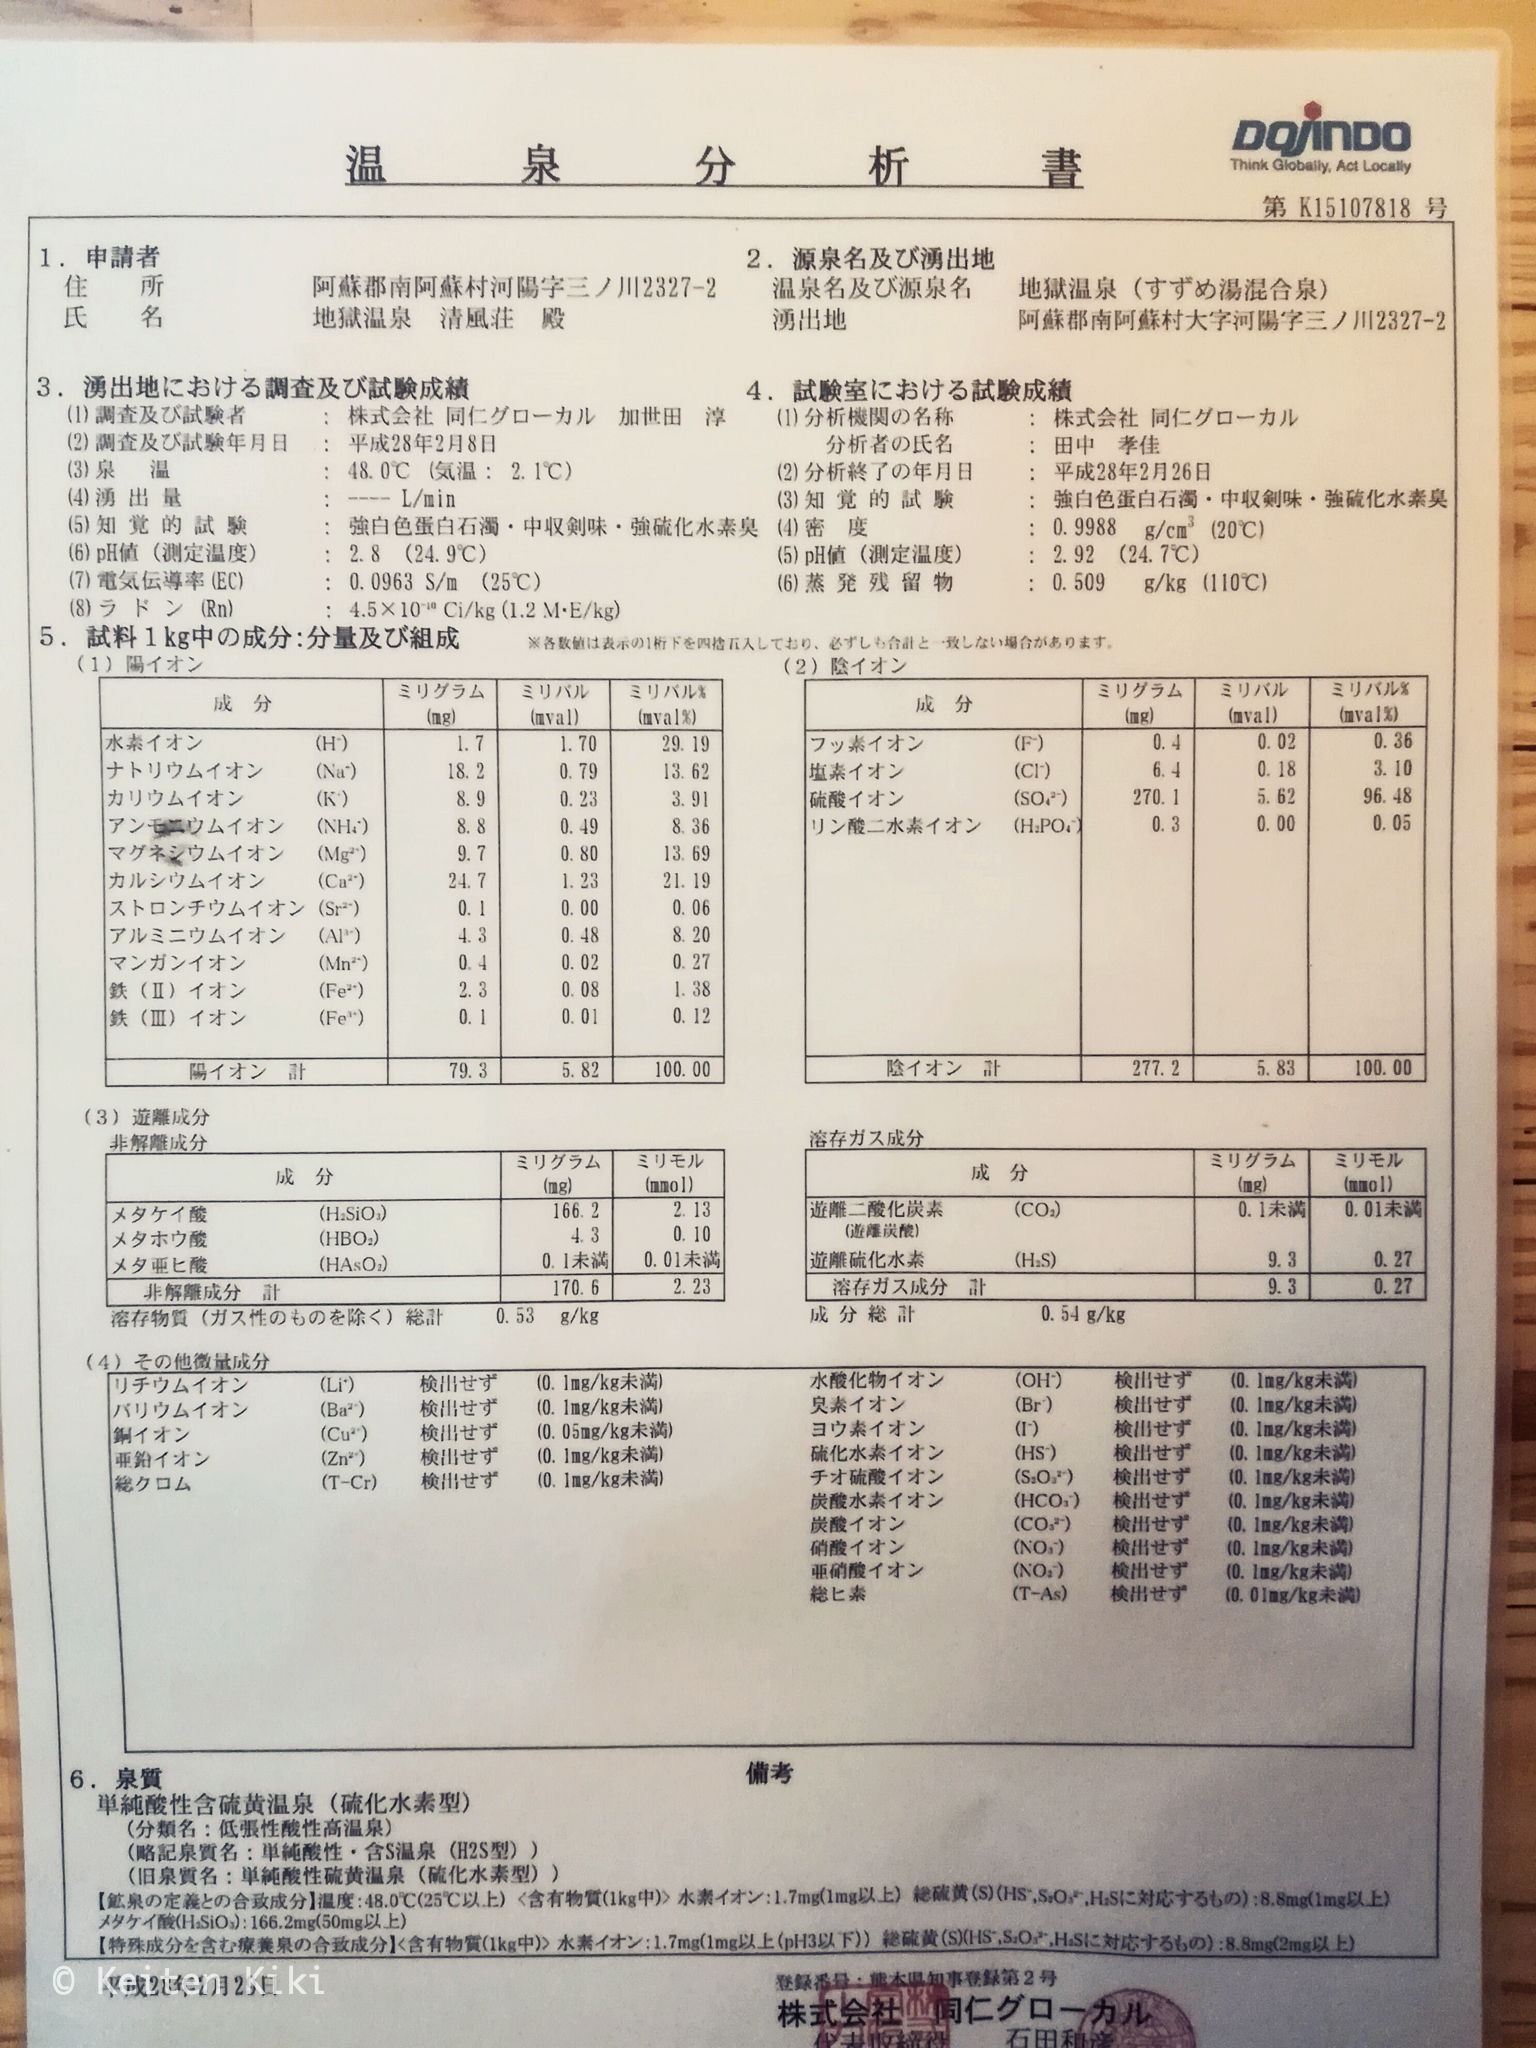 DOJINDO
Think Globally, Act Locally
温泉分析書
第 K15107818 号
1．申請者
住　所　阿蘇郡南阿蘇村河陽字三ノ川2327-2
氏　名　地獄温泉　清風荘　殿
2．源泉名及び湧出地
温泉名及び源泉名　地獄温泉（すずめ湯混合泉）
湧出地　阿蘇郡南阿蘇村大字河陽字三ノ川2327-2
3．湧出地における調査及び試験成績
(1)調査及び試験者　：　株式会社 同仁グローカル　加世田　淳
(2)調査及び試験年月日　：　平成28年2月8日
(3)泉　温　：　48.0℃（気温： 2.1℃）
(4)湧 出 量　：　---- L/min
(5)知 覚 的 試 験　：　強白色蛋白石濁・中収剣味・強硫化水素臭
(6)pH値（測定温度）　：　2.8 （24.9℃）
(7)電気伝導率(EC)　：　0.0963 S/m （25℃）
(8)ラ ド ン (Rn)　：　4.5×10⁻¹⁰ Ci/kg (1.2 M･E/kg)
4．試験室における試験成績
(1)分析機関の名称　：　株式会社 同仁グローカル
分析者の氏名　：　田中　孝佳
(2)分析終了の年月日　：　平成28年2月26日
(3)知 覚 的 試 験　：　強白色蛋白石濁・中収剣味・強硫化水素臭
(4)密　度　：　0.9988　g/cm³ (20℃)
(5)pH値（測定温度）　：　2.92 （24.7℃）
(6)蒸 発 残 留 物　：　0.509　g/kg (110℃)
5．試料1kg中の成分:分量及び組成　※各数値は表示の1桁下を四捨五入しており、必ずしも合計と一致しない場合があります。
（1）陽イオン
成　分　ミリグラム(mg)　ミリバル(mval)　ミリバル%(mval%)
水素イオン (H⁺) 1.7 1.70 29.19
ナトリウムイオン (Na⁺) 18.2 0.79 13.62
カリウムイオン (K⁺) 8.9 0.23 3.91
アンモニウムイオン (NH₄⁺) 8.8 0.49 8.36
マグネシウムイオン (Mg²⁺) 9.7 0.80 13.69
カルシウムイオン (Ca²⁺) 24.7 1.23 21.19
ストロンチウムイオン (Sr²⁺) 0.1 0.00 0.06
アルミニウムイオン (Al³⁺) 4.3 0.48 8.20
マンガンイオン (Mn²⁺) 0.4 0.02 0.27
鉄（Ⅱ）イオン (Fe²⁺) 2.3 0.08 1.38
鉄（Ⅲ）イオン (Fe³⁺) 0.1 0.01 0.12
陽イオン　計 79.3 5.82 100.00
（2）陰イオン
成　分　ミリグラム(mg)　ミリバル(mval)　ミリバル%(mval%)
フッ素イオン (F⁻) 0.4 0.02 0.36
塩素イオン (Cl⁻) 6.4 0.18 3.10
硫酸イオン (SO₄²⁻) 270.1 5.62 96.48
リン酸二水素イオン (H₂PO₄⁻) 0.3 0.00 0.05
陰イオン　計 277.2 5.83 100.00
（3）遊離成分
非解離成分
成　分　ミリグラム(mg)　ミリモル(mmol)
メタケイ酸 (H₂SiO₃) 166.2 2.13
メタホウ酸 (HBO₂) 4.3 0.10
メタ亜ヒ酸 (HAsO₂) 0.1未満 0.01未満
非解離成分　計 170.6 2.23
溶存物質（ガス性のものを除く）総計　0.53　g/kg
溶存ガス成分
成　分　ミリグラム(mg)　ミリモル(mmol)
遊離二酸化炭素 (CO₂) 0.1未満 0.01未満
(遊離炭酸)
遊離硫化水素 (H₂S) 9.3 0.27
溶存ガス成分　計 9.3 0.27
成 分 総 計　0.54 g/kg
（4）その他微量成分
リチウムイオン (Li⁺) 検出せず (0.1mg/kg未満)
バリウムイオン (Ba²⁺) 検出せず (0.1mg/kg未満)
銅イオン (Cu²⁺) 検出せず (0.05mg/kg未満)
亜鉛イオン (Zn²⁺) 検出せず (0.1mg/kg未満)
総クロム (T-Cr) 検出せず (0.1mg/kg未満)
水酸化物イオン (OH⁻) 検出せず (0.1mg/kg未満)
臭素イオン (Br⁻) 検出せず (0.1mg/kg未満)
ヨウ素イオン (I⁻) 検出せず (0.1mg/kg未満)
硫化水素イオン (HS⁻) 検出せず (0.1mg/kg未満)
チオ硫酸イオン (S₂O₃²⁻) 検出せず (0.1mg/kg未満)
炭酸水素イオン (HCO₃⁻) 検出せず (0.1mg/kg未満)
炭酸イオン (CO₃²⁻) 検出せず (0.1mg/kg未満)
硝酸イオン (NO₃⁻) 検出せず (0.1mg/kg未満)
亜硝酸イオン (NO₂⁻) 検出せず (0.1mg/kg未満)
総ヒ素 (T-As) 検出せず (0.01mg/kg未満)
6．泉質
備考
単純酸性含硫黄温泉（硫化水素型）
（分類名：低張性酸性高温泉）
（略記泉質名：単純酸性・含S温泉（H2S型））
（旧泉質名：単純酸性硫黄温泉（硫化水素型））
【鉱泉の定義との合致成分】温度:48.0℃(25℃以上) <含有物質(1kg中)> 水素イオン:1.7mg(1mg以上) 総硫黄(S)(HS⁻,S₂O₃²⁻,H₂Sに対応するもの):8.8mg(1mg以上)
メタケイ酸(H₂SiO₃):166.2mg(50mg以上)
【特殊成分を含む療養泉の合致成分】<含有物質(1kg中)> 水素イオン:1.7mg(1mg以上(pH3以下)) 総硫黄(S)(HS⁻,S₂O₃²⁻,H₂Sに対応するもの):8.8mg(2mg以上)
© Keiten Kiki
登録番号：熊本県知事登録第2号
株式会社　同仁グローカル
代表取締役　石田和彦